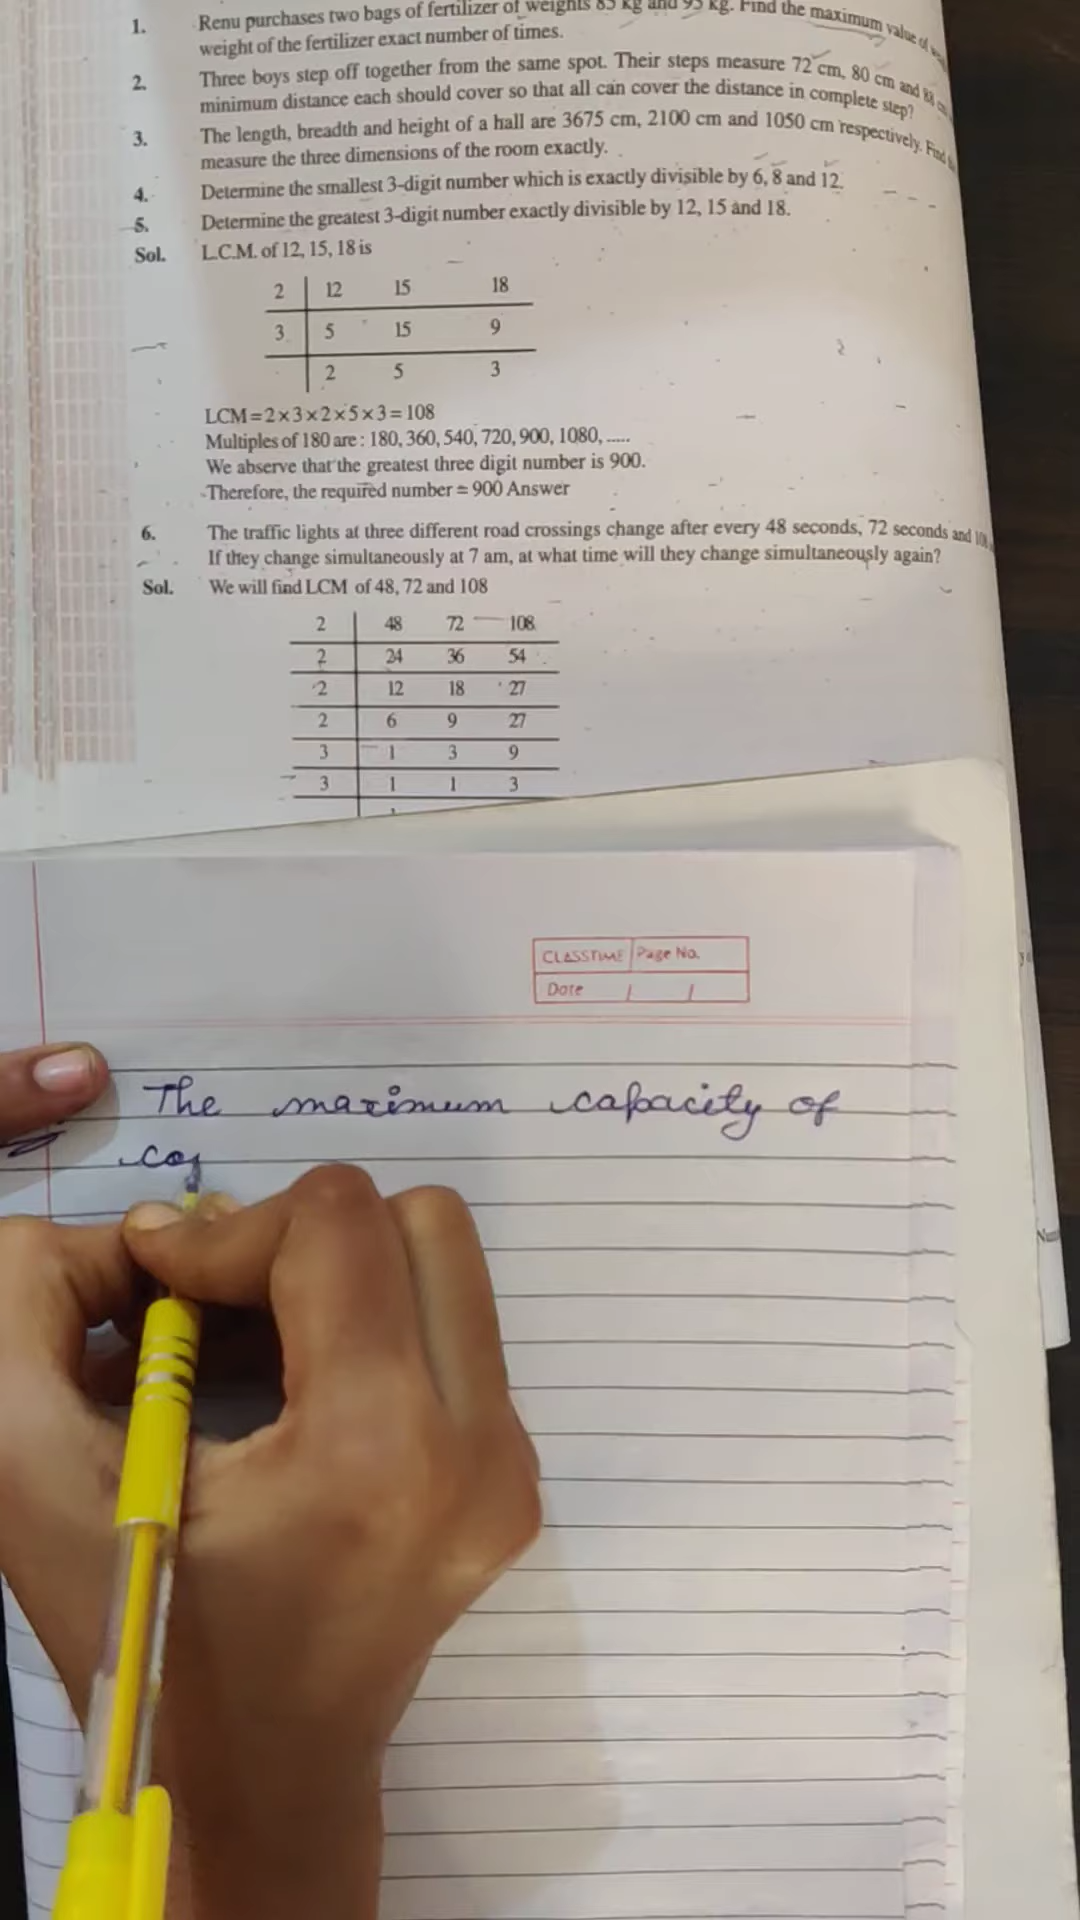 1. Renu purchases two bags of fertilizer of weights 85 kg and 95 kg. Find the maximum value of
weight of the fertilizer exact number of times.
2. Three boys step off together from the same spot. Their steps measure 72 cm, 80 cm and 88 cm
minimum distance each should cover so that all can cover the distance in complete step?
3. The length, breadth and height of a hall are 3675 cm, 2100 cm and 1050 cm respectively. Find
measure the three dimensions of the room exactly.
4. Determine the smallest 3-digit number which is exactly divisible by 6, 8 and 12.
5. Determine the greatest 3-digit number exactly divisible by 12, 15 and 18.
Sol. L.C.M. of 12, 15, 18 is
2 12 15 18
3 5 15 9
2 5 3
LCM=2×3×2×5×3=108
Multiples of 180 are : 180, 360, 540, 720, 900, 1080, .....
We abserve that the greatest three digit number is 900.
Therefore, the required number = 900 Answer
6. The traffic lights at three different road crossings change after every 48 seconds, 72 seconds and 108
If they change simultaneously at 7 am, at what time will they change simultaneously again?
Sol. We will find LCM of 48, 72 and 108
2 48 72 108
2 24 36 54
2 12 18 27
2 6 9 27
3 1 3 9
3 1 1 3
CLASSTIME Page No.
Date / /
The maximum capacity of